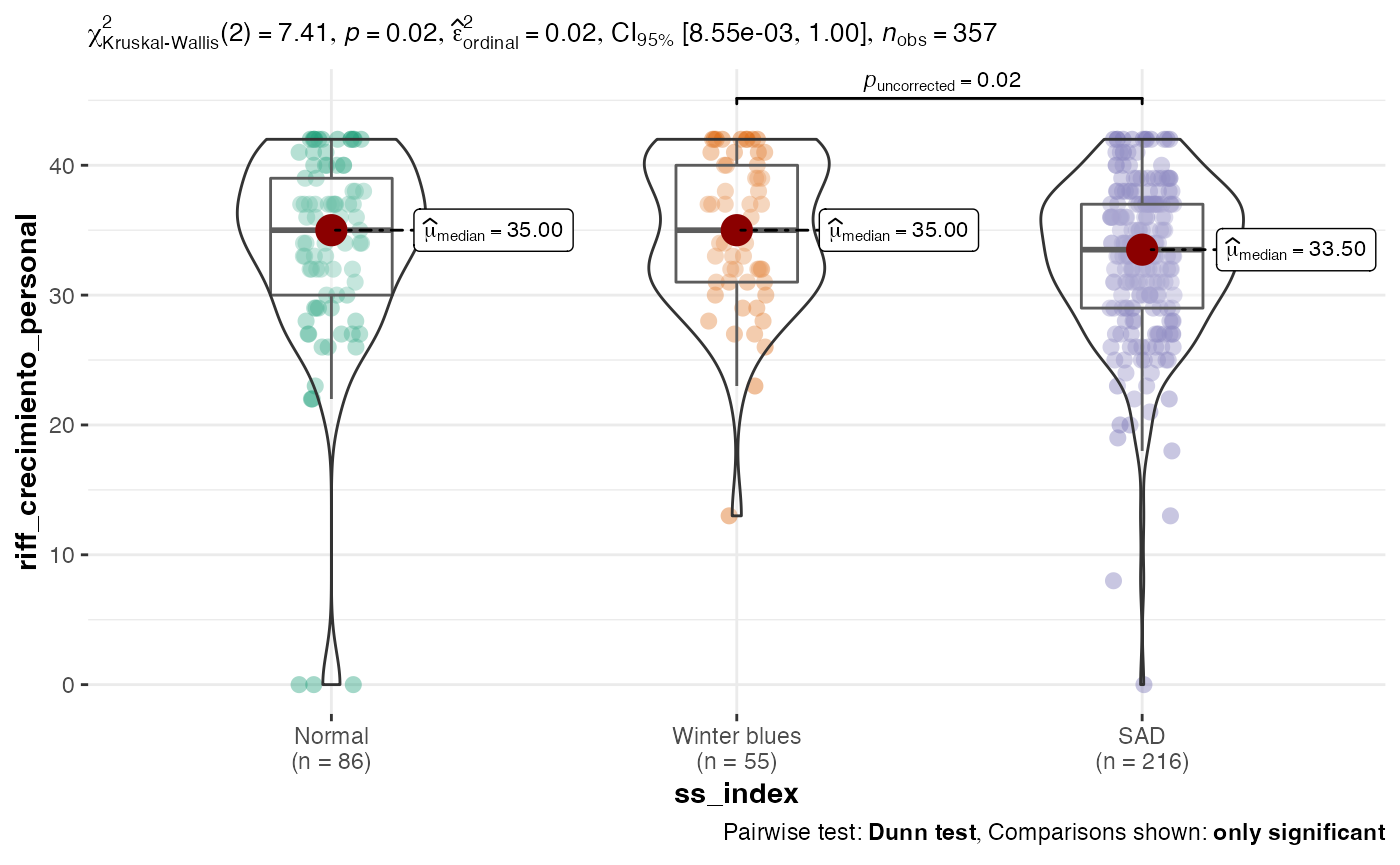 χ²Kruskal-Wallis(2) = 7.41, p = 0.02, ε̂²ordinal = 0.02, CI95% [8.55e-03, 1.00], nobs = 357
puncorrected = 0.02
40
30
20
10
0
riff_crecimiento_personal
μ̂median = 35.00
μ̂median = 35.00
μ̂median = 33.50
Normal
(n = 86)
Winter blues
(n = 55)
SAD
(n = 216)
ss_index
Pairwise test: Dunn test, Comparisons shown: only significant